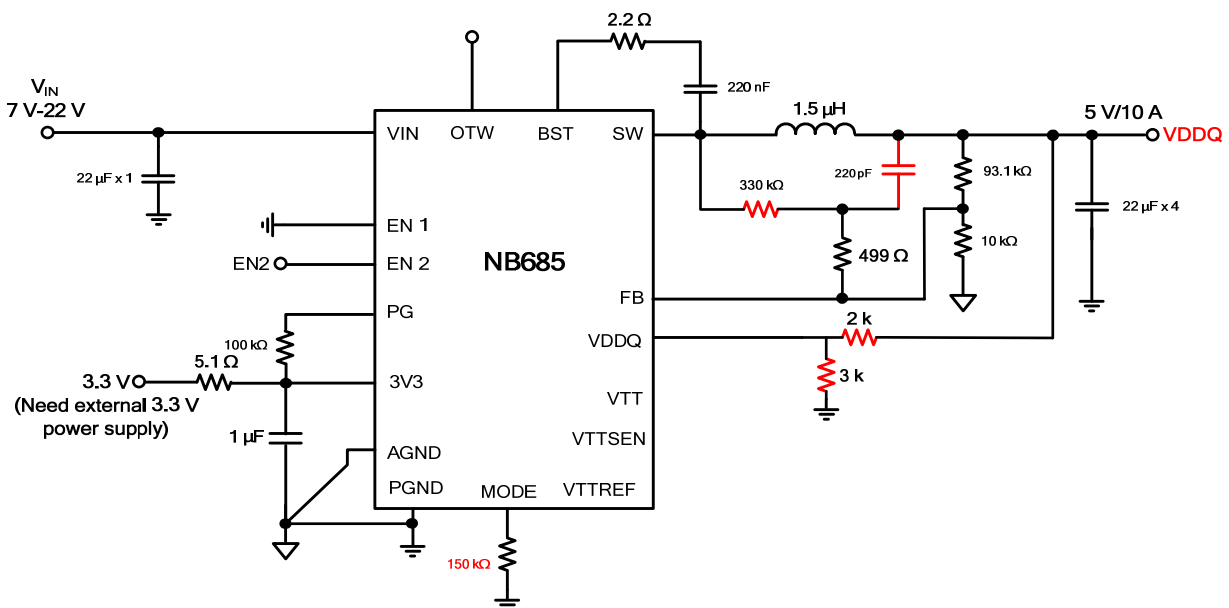 2.2 Ω
220 nF
V_IN
7 V-22 V
22 μF x 1
VIN
OTW
BST
SW
1.5 μH
5 V/10 A
VDDQ
330 kΩ
220 pF
93.1 kΩ
10 kΩ
22 μF x 4
499 Ω
EN 1
EN2
EN 2
NB685
PG
FB
100 kΩ
VDDQ
2 k
3 k
5.1 Ω
3.3 V
(Need external 3.3 V
power supply)
3V3
1 μF
VTT
VTTSEN
AGND
PGND
MODE
VTTREF
150 kΩ